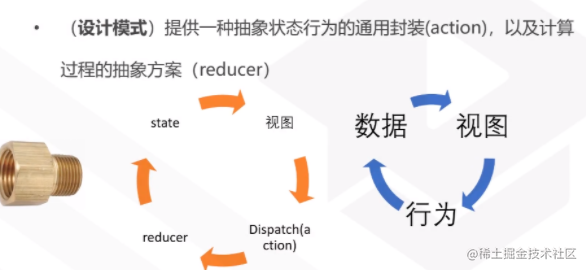 • （设计模式）提供一种抽象状态行为的通用封装(action)，以及计算
过程的抽象方案（reducer）
state
视图
Dispatch(a
ction)
reducer
数据
视图
行为
@稀土掘金技术社区